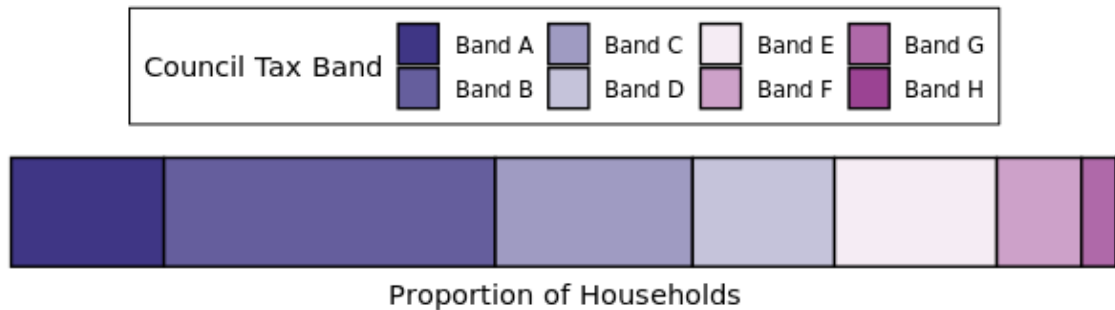 Council Tax Band
Band A
Band C
Band E
Band G
Band B
Band D
Band F
Band H
Proportion of Households